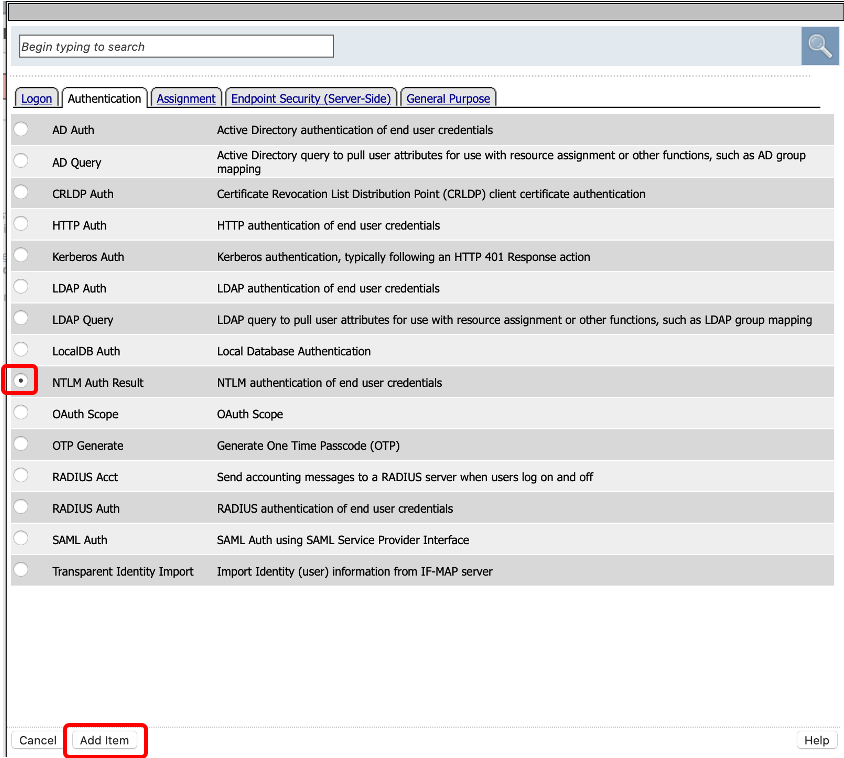 Begin typing to search
Logon Authentication Assignment Endpoint Security (Server-Side) General Purpose
AD Auth Active Directory authentication of end user credentials
AD Query Active Directory query to pull user attributes for use with resource assignment or other functions, such as AD group
mapping
CRLDP Auth Certificate Revocation List Distribution Point (CRLDP) client certificate authentication
HTTP Auth HTTP authentication of end user credentials
Kerberos Auth Kerberos authentication, typically following an HTTP 401 Response action
LDAP Auth LDAP authentication of end user credentials
LDAP Query LDAP query to pull user attributes for use with resource assignment or other functions, such as LDAP group mapping
LocalDB Auth Local Database Authentication
NTLM Auth Result NTLM authentication of end user credentials
OAuth Scope OAuth Scope
OTP Generate Generate One Time Passcode (OTP)
RADIUS Acct Send accounting messages to a RADIUS server when users log on and off
RADIUS Auth RADIUS authentication of end user credentials
SAML Auth SAML Auth using SAML Service Provider Interface
Transparent Identity Import Import Identity (user) information from IF-MAP server
Cancel Add Item Help